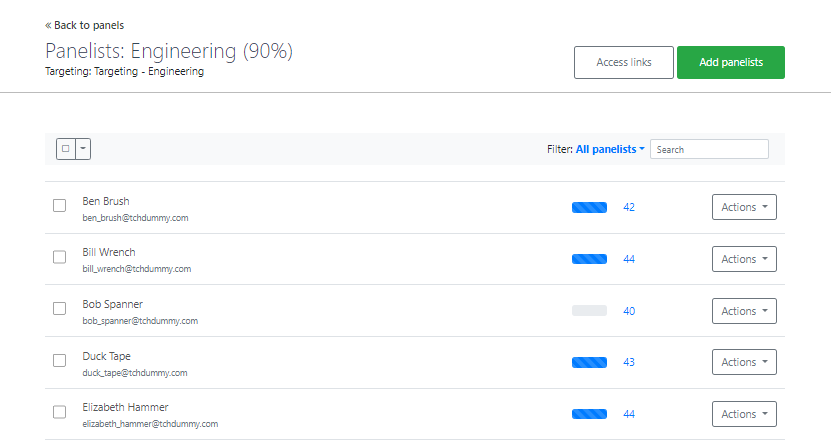 « Back to panels
Panelists: Engineering (90%)
Targeting: Targeting - Engineering
Access links
Add panelists
Filter: All panelists
Search
Ben Brush
ben_brush@tchdummy.com
42
Actions
Bill Wrench
bill_wrench@tchdummy.com
44
Actions
Bob Spanner
bob_spanner@tchdummy.com
40
Actions
Duck Tape
duck_tape@tchdummy.com
43
Actions
Elizabeth Hammer
elizabeth_hammer@tchdummy.com
44
Actions